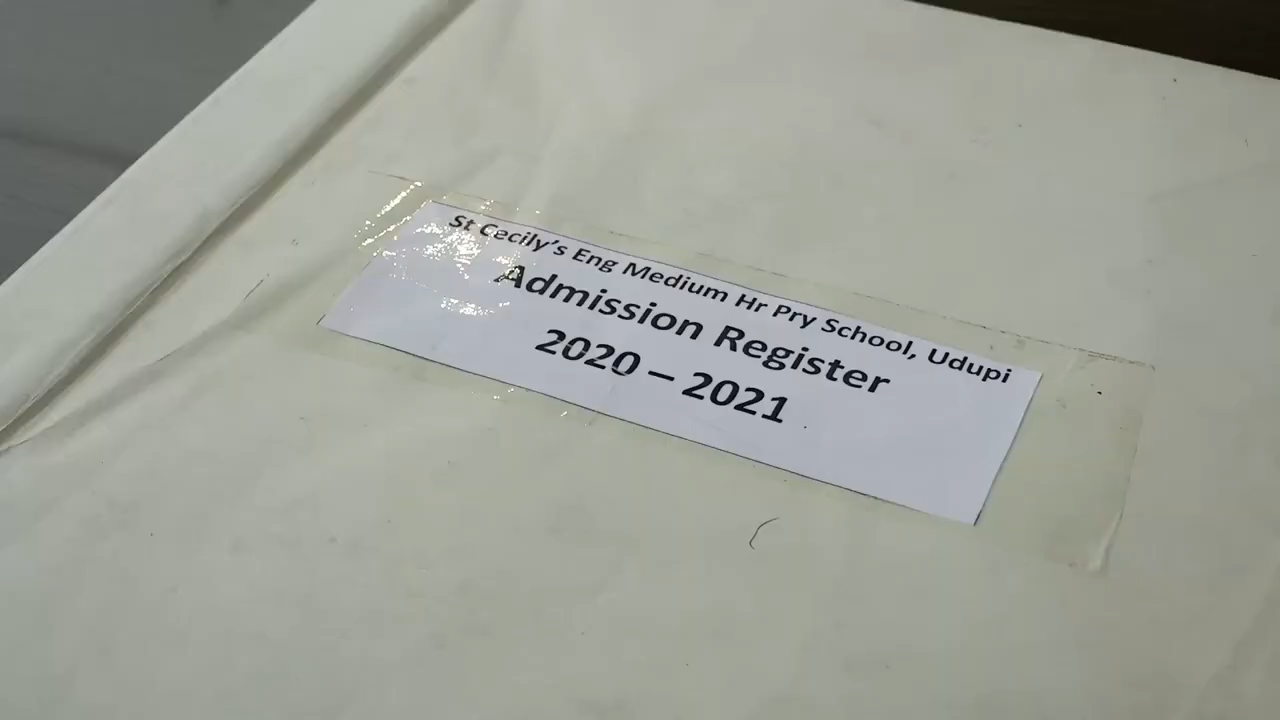 St Cecily’s Eng Medium Hr Pry School, Udupi
Admission Register
2020 – 2021